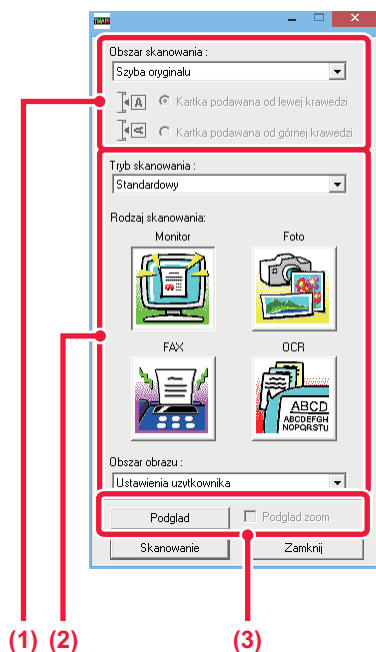 TWAIN
Obszar skanowania :
Szyba oryginalu
A Kartka podawana od lewej krawedzi
A Kartka podawana od górnej krawedzi
Tryb skanowania :
Standardowy
Rodzaj skanowania:
Monitor Foto
FAX OCR
ABCD
ABCDEFGH
NOPQRSTU
Obszar obrazu :
Ustawienia uzytkownika
Podglad Podglad zoom
Skanowanie Zamknij
(1) (2) (3)